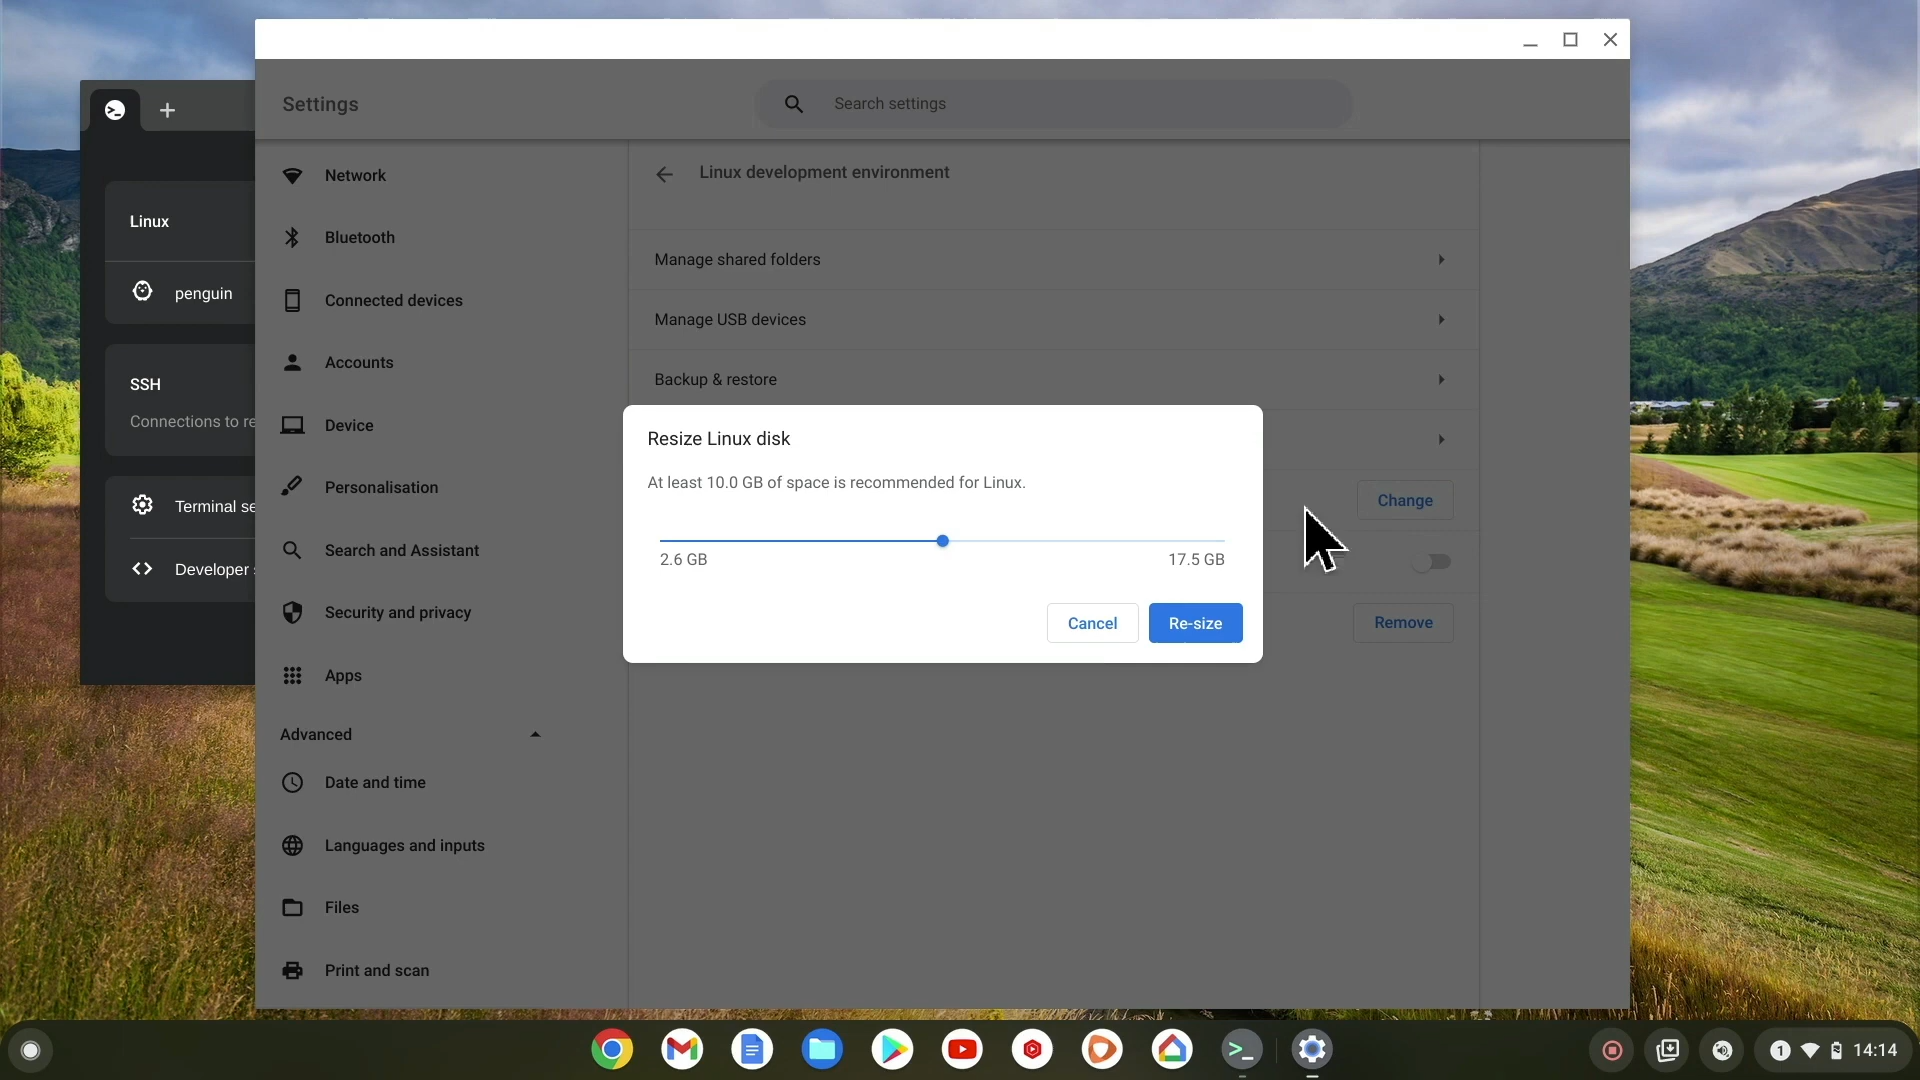 Settings
Search settings
Linux
penguin
SSH
Connections to re
Terminal se
Developer
Network
Bluetooth
Connected devices
Accounts
Device
Personalisation
Search and Assistant
Security and privacy
Apps
Advanced
Date and time
Languages and inputs
Files
Print and scan
Linux development environment
Manage shared folders
Manage USB devices
Backup & restore
Change
Remove
Resize Linux disk
At least 10.0 GB of space is recommended for Linux.
2.6 GB
17.5 GB
Cancel
Re-size
1
14:14